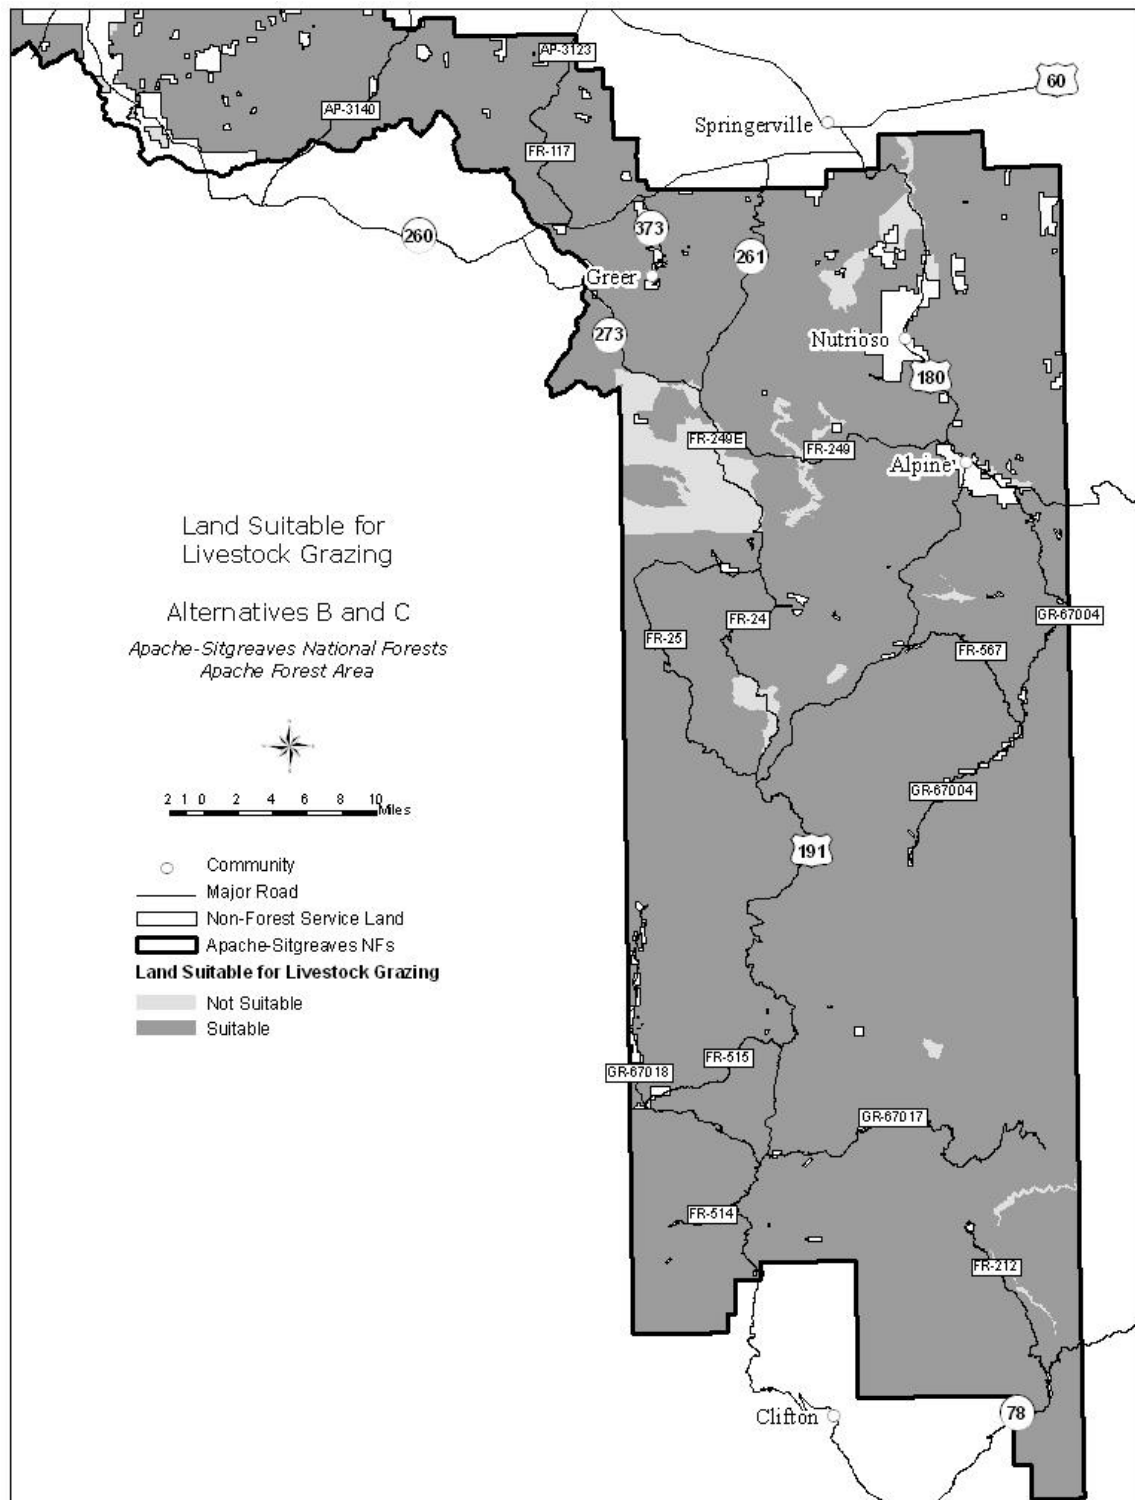 AP-3123
60
AP-3140
Springerville
FR-117
373
260
261
Greer
273
Nutrioso
180
FR-249E
FR-249
Alpine
Land Suitable for
Livestock Grazing
Alternatives B and C
Apache-Sitgreaves National Forests
Apache Forest Area
GR-67004
FR-24
FR-25
FR-567
2 1 0 2 4 6 8 10
Miles
GR-67004
191
Community
Major Road
Non-Forest Service Land
Apache-Sitgreaves NFs
Land Suitable for Livestock Grazing
Not Suitable
Suitable
FR-515
GR-67018
GR-67017
FR-514
FR-212
Clifton
78